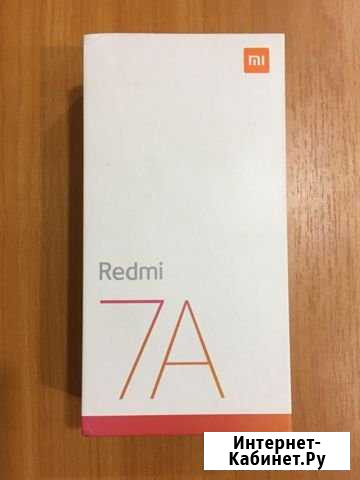 mi
Redmi
7A
Интернет-
Кабинет.Ру